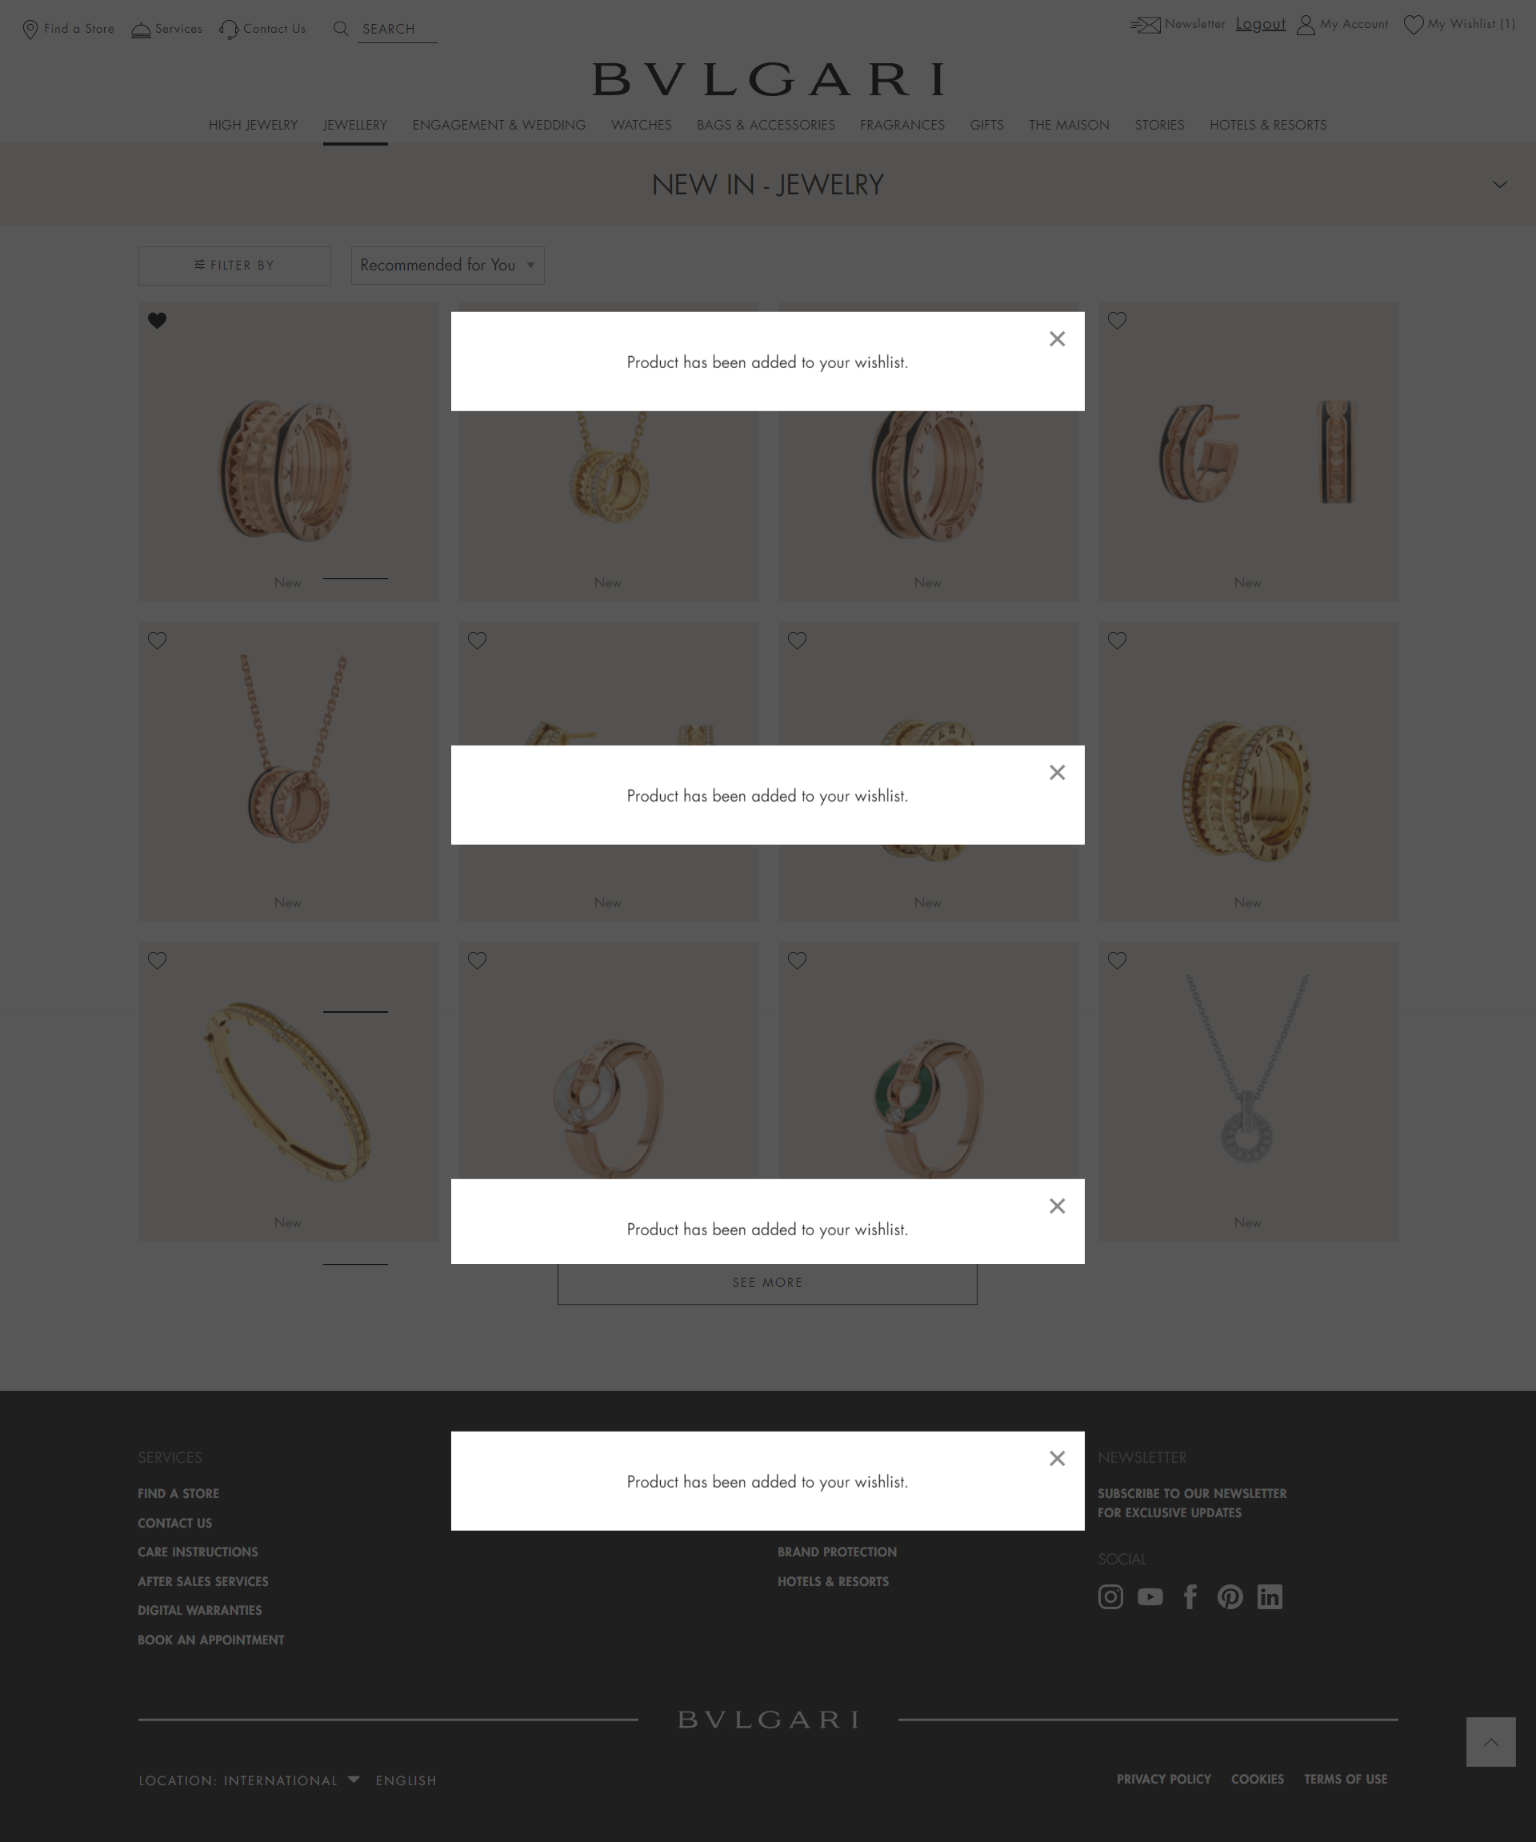 Find a Store
Services
Contact Us
SEARCH
Newsletter
Logout
My Account
My Wishlist (1)
BVLGARI
HIGH JEWELRY
JEWELLERY
ENGAGEMENT & WEDDING
WATCHES
BAGS & ACCESSORIES
FRAGRANCES
GIFTS
THE MAISON
STORIES
HOTELS & RESORTS
NEW IN - JEWELRY
FILTER BY
Recommended for You
Product has been added to your wishlist.
New
New
New
New
Product has been added to your wishlist.
New
New
New
New
Product has been added to your wishlist.
New
New
SEE MORE
Product has been added to your wishlist.
SERVICES
FIND A STORE
CONTACT US
CARE INSTRUCTIONS
AFTER SALES SERVICES
DIGITAL WARRANTIES
BOOK AN APPOINTMENT
BRAND PROTECTION
HOTELS & RESORTS
NEWSLETTER
SUBSCRIBE TO OUR NEWSLETTER
FOR EXCLUSIVE UPDATES
SOCIAL
BVLGARI
LOCATION: INTERNATIONAL
ENGLISH
PRIVACY POLICY
COOKIES
TERMS OF USE